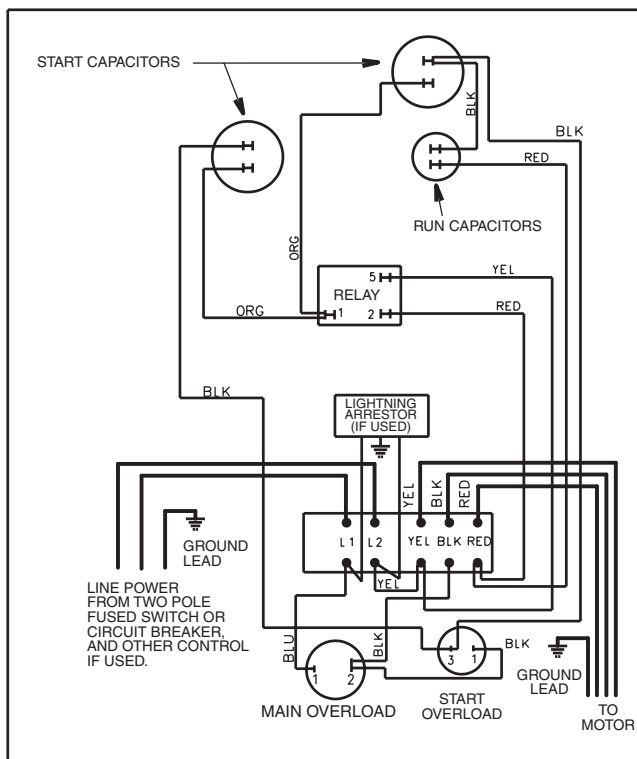 START CAPACITORS
BLK
BLK
RED
RUN CAPACITORS
ORG
5
YEL
RELAY
ORG
1
2
RED
BLK
LIGHTNING
ARRESTOR
(IF USED)
YEL
BLK
RED
GROUND
LEAD
L1
L2
YEL
BLK
RED
YEL
LINE POWER
FROM TWO POLE
FUSED SWITCH OR
CIRCUIT BREAKER,
AND OTHER CONTROL
IF USED.
BLU
BLK
1
2
MAIN OVERLOAD
3
1
BLK
START
OVERLOAD
GROUND
LEAD
TO
MOTOR